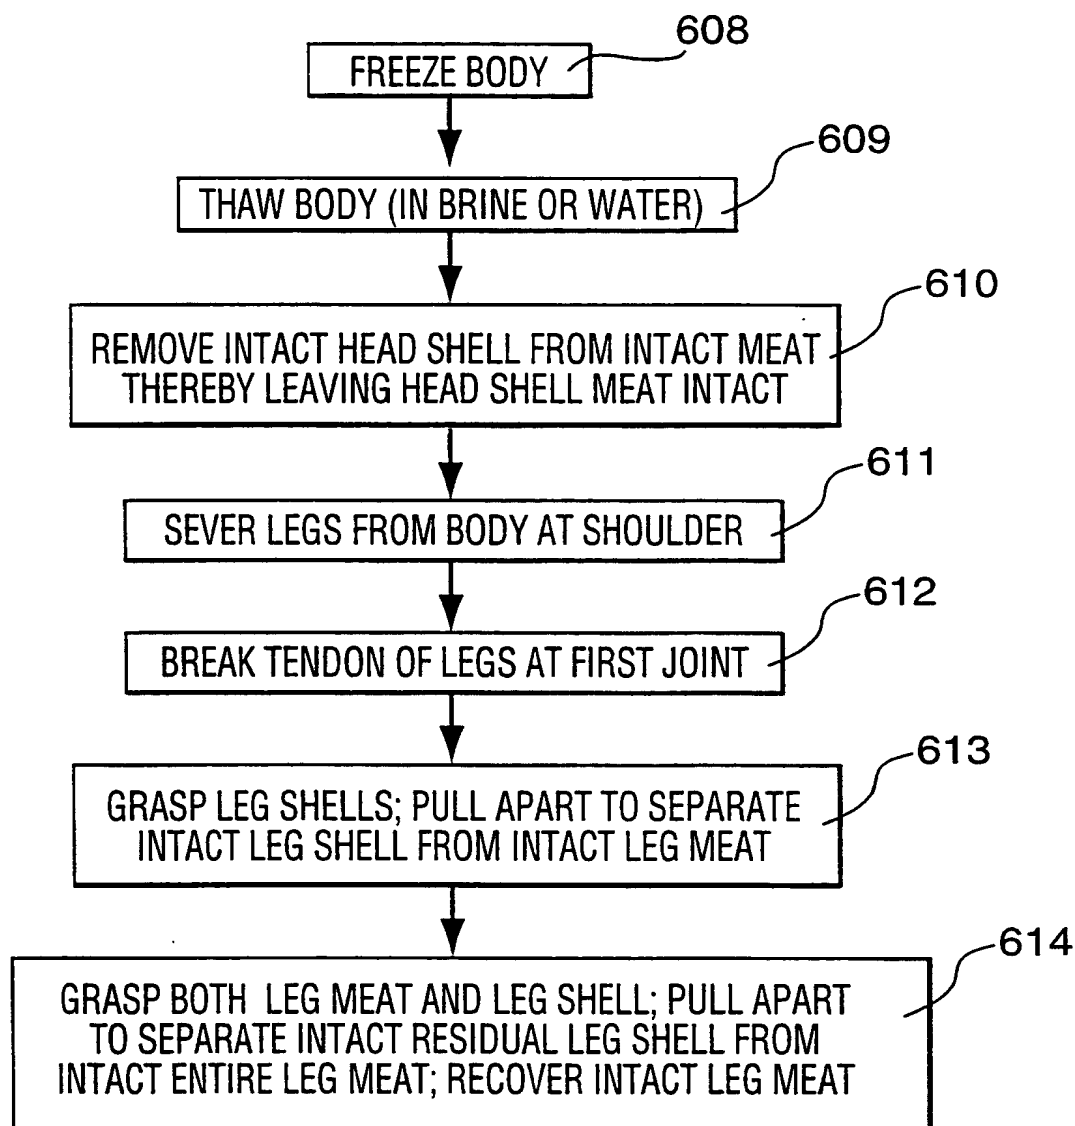 608
FREEZE BODY
609
THAW BODY (IN BRINE OR WATER)
610
REMOVE INTACT HEAD SHELL FROM INTACT MEAT
THEREBY LEAVING HEAD SHELL MEAT INTACT
611
SEVER LEGS FROM BODY AT SHOULDER
612
BREAK TENDON OF LEGS AT FIRST JOINT
613
GRASP LEG SHELLS; PULL APART TO SEPARATE
INTACT LEG SHELL FROM INTACT LEG MEAT
614
GRASP BOTH LEG MEAT AND LEG SHELL; PULL APART
TO SEPARATE INTACT RESIDUAL LEG SHELL FROM
INTACT ENTIRE LEG MEAT; RECOVER INTACT LEG MEAT